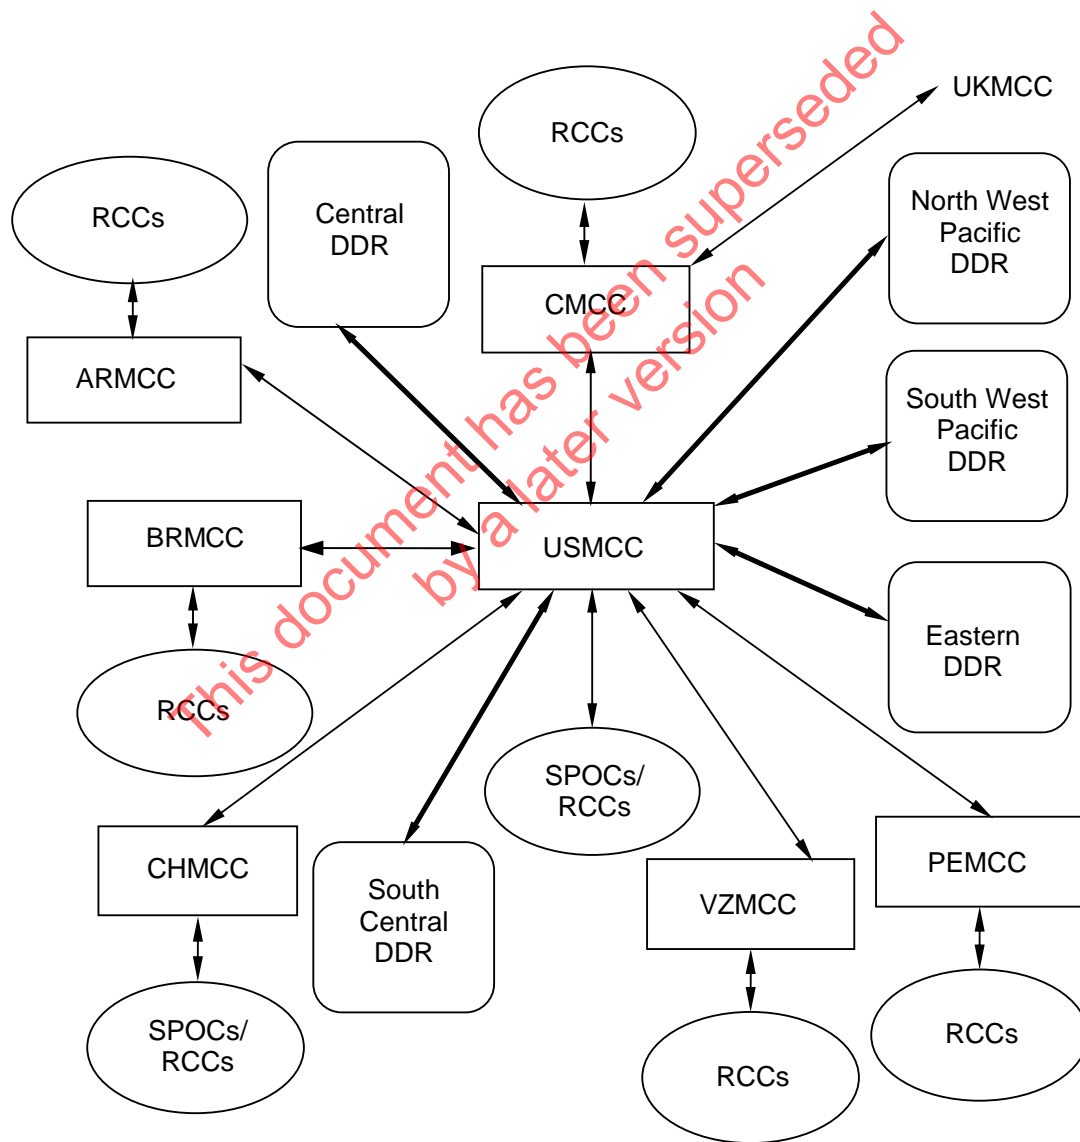 UKMCC
RCCs
RCCs
Central
DDR
North West
Pacific
DDR
CMCC
ARMCC
South West
Pacific
DDR
BRMCC
USMCC
Eastern
DDR
RCCs
SPOCs/
RCCs
CHMCC
South
Central
DDR
VZMCC
PEMCC
SPOCs/
RCCs
RCCs
RCCs
This document has been superseded
by a later version